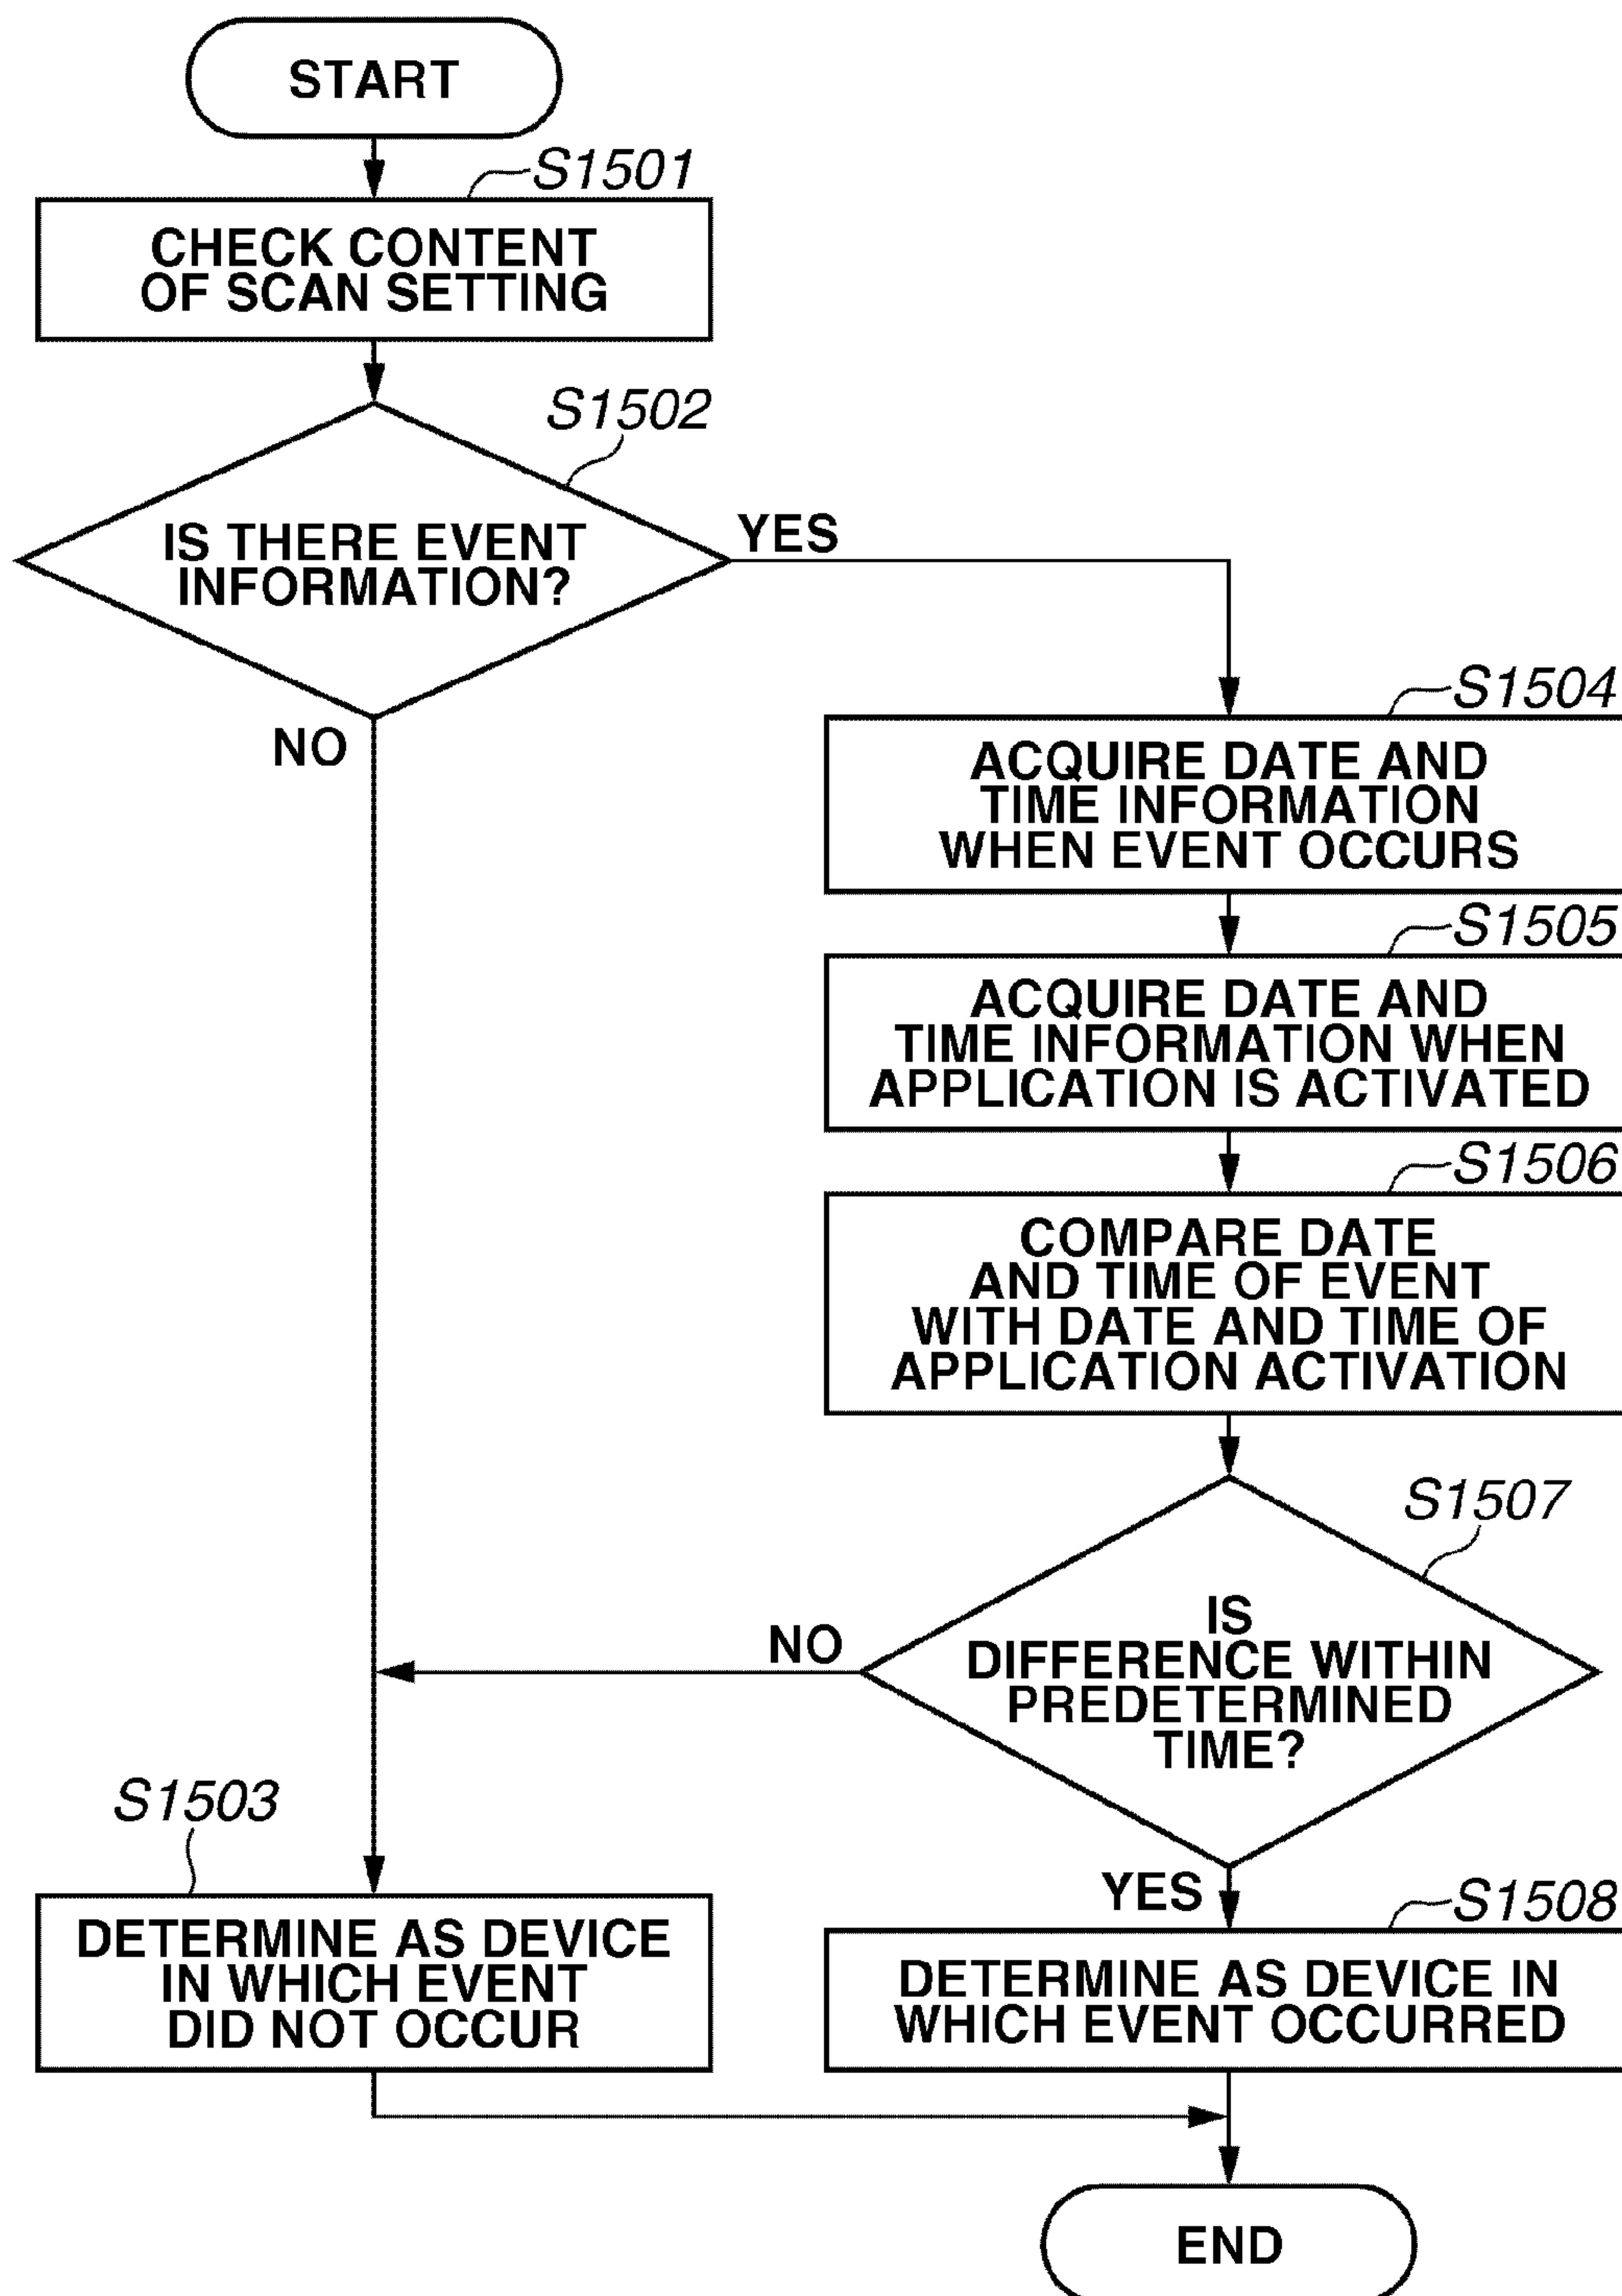 START
S1501
CHECK CONTENT
OF SCAN SETTING
S1502
IS THERE EVENT
INFORMATION?
YES
NO
S1504
ACQUIRE DATE AND
TIME INFORMATION
WHEN EVENT OCCURS
S1505
ACQUIRE DATE AND
TIME INFORMATION WHEN
APPLICATION IS ACTIVATED
S1506
COMPARE DATE
AND TIME OF EVENT
WITH DATE AND TIME OF
APPLICATION ACTIVATION
S1507
IS
DIFFERENCE WITHIN
PREDETERMINED
TIME?
NO
YES
S1503
DETERMINE AS DEVICE
IN WHICH EVENT
DID NOT OCCUR
S1508
DETERMINE AS DEVICE IN
WHICH EVENT OCCURRED
END